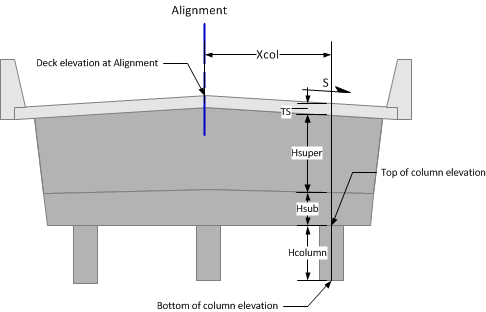 Alignment
Xcol
Deck elevation at Alignment
S
TS
Hsuper
Top of column elevation
Hsub
Hcolumn
Bottom of column elevation